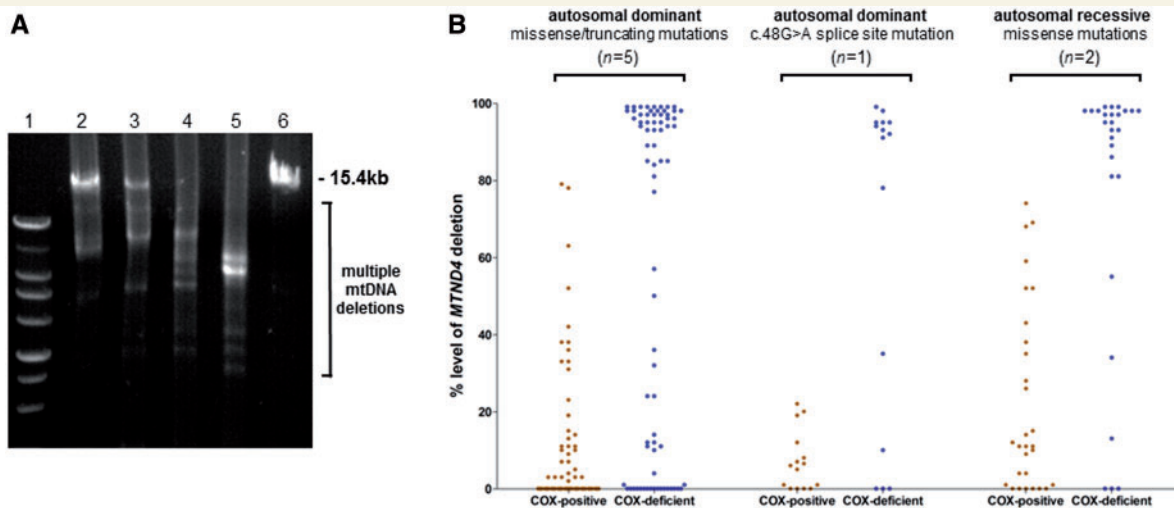 A
1 2 3 4 5 6
- 15.4kb
multiple
mtDNA
deletions
B
autosomal dominant
missense/truncating mutations
(n=5)
autosomal dominant
c.48G>A splice site mutation
(n=1)
autosomal recessive
missense mutations
(n=2)
% level of MTND4 deletion
100
80
60
40
20
0
COX-positive COX-deficient COX-positive COX-deficient COX-positive COX-deficient